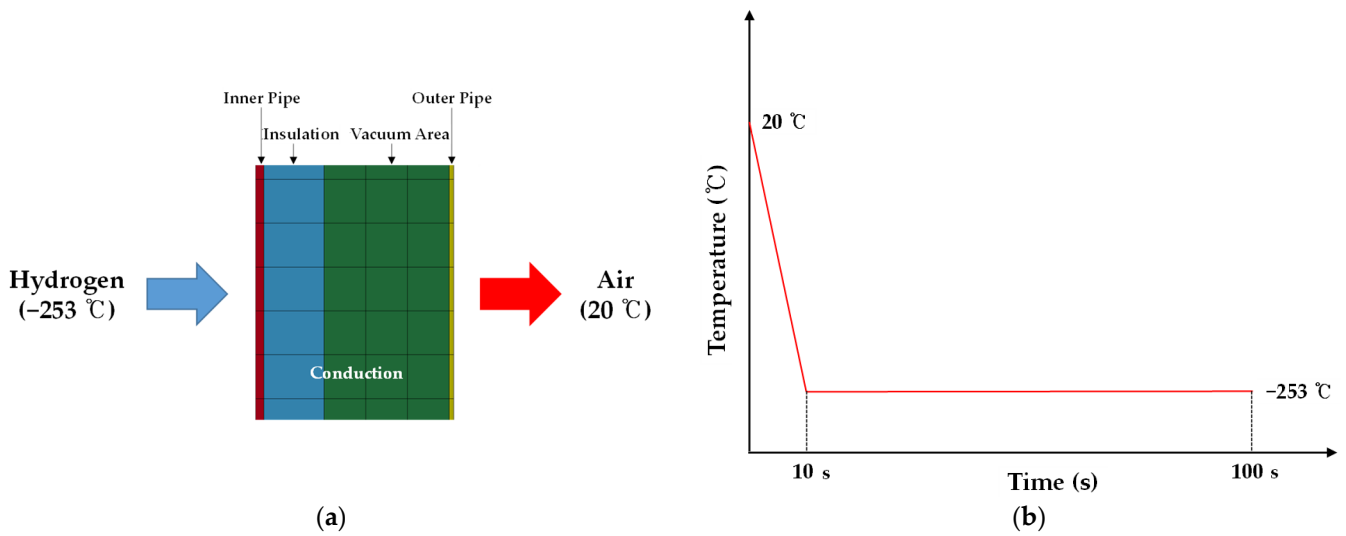 Inner Pipe
Outer Pipe
Insulation
Vacuum Area
Hydrogen
(−253 ℃)
Conduction
Air
(20 ℃)
(a)
Temperature (℃)
20 ℃
−253 ℃
10 s
100 s
Time (s)
(b)